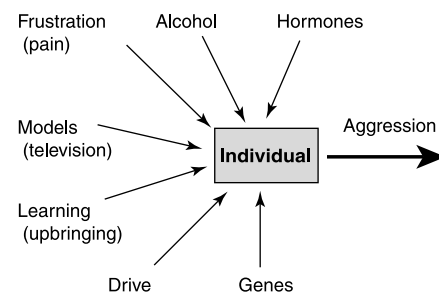 Frustration
(pain)
Alcohol
Hormones
Models
(television)
Individual
Aggression
Learning
(upbringing)
Drive
Genes